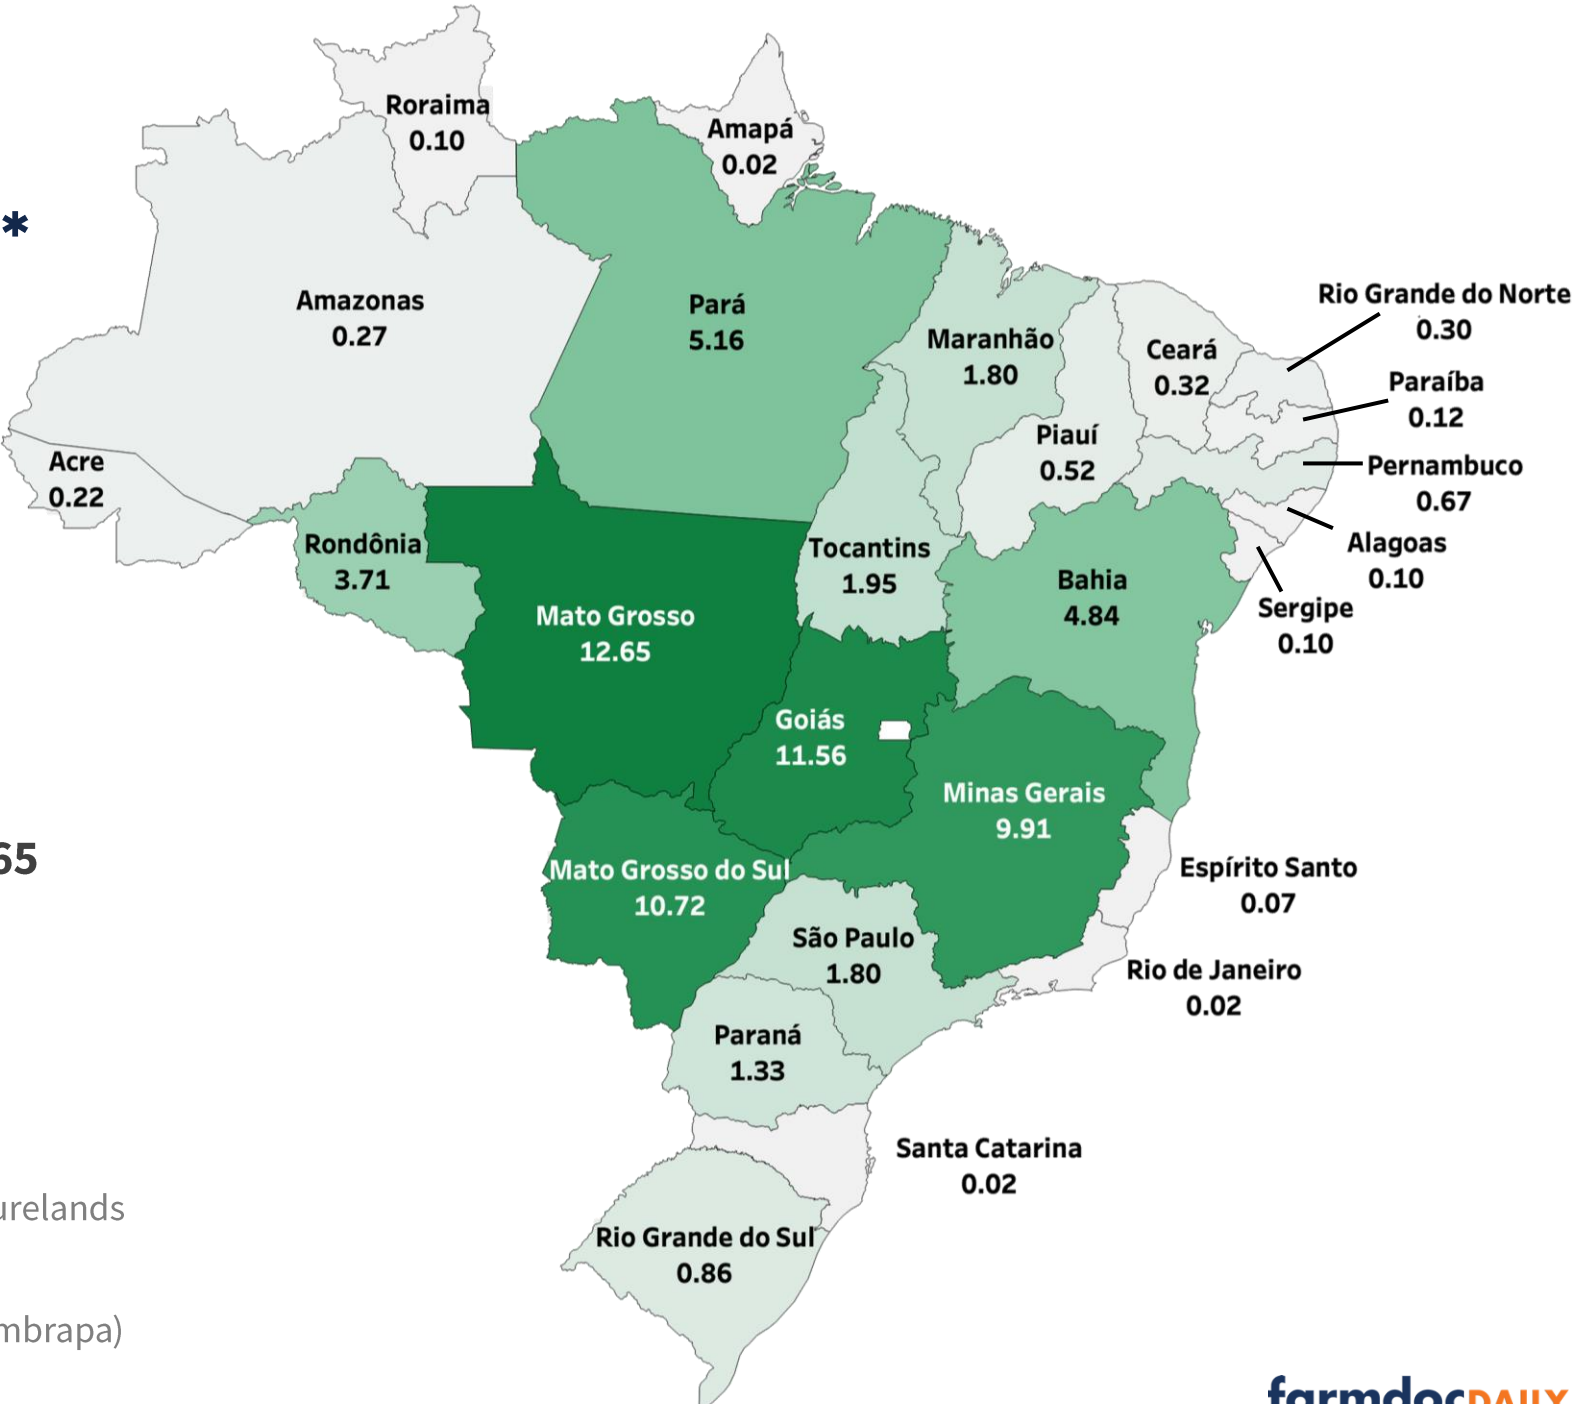 Roraima
0.10
Amapá
0.02
*
Amazonas
0.27
Pará
5.16
Maranhão
1.80
Ceará
0.32
Rio Grande do Norte
0.30
Paraíba
0.12
Piauí
0.52
Pernambuco
0.67
Acre
0.22
Alagoas
0.10
Rondônia
3.71
Tocantins
1.95
Bahia
4.84
Sergipe
0.10
Mato Grosso
12.65
Goiás
11.56
Minas Gerais
9.91
65
Mato Grosso do Sul
10.72
Espírito Santo
0.07
São Paulo
1.80
Rio de Janeiro
0.02
Paraná
1.33
Santa Catarina
0.02
urelands
Rio Grande do Sul
0.86
mbrapa)
farmdocDAILY